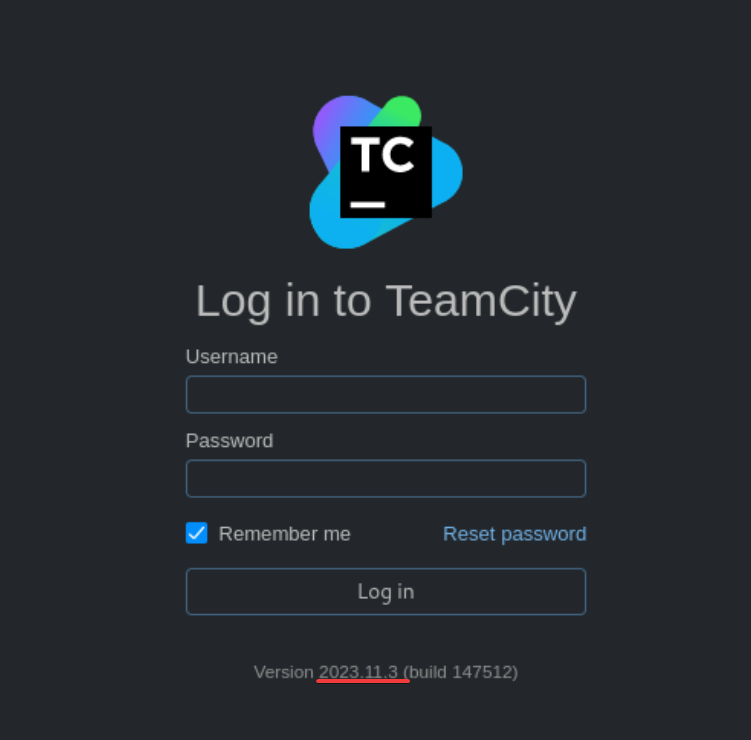 TC
Log in to TeamCity
Username
Password
Remember me
Reset password
Log in
Version 2023.11.3 (build 147512)